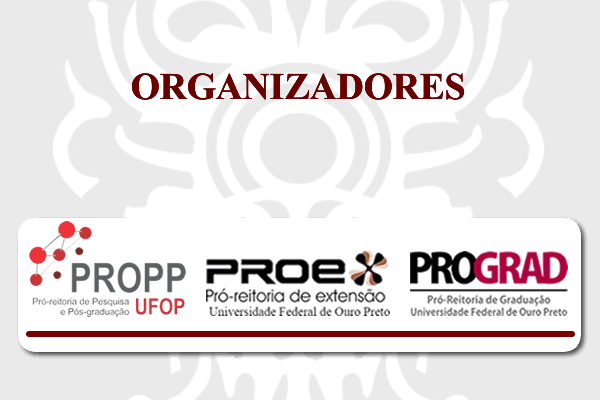 ORGANIZADORES
PROPP
Pró-reitoria de Pesquisa
e Pós-graduação
UFOP
PROEX
Pró-reitoria de extensão
Universidade Federal de Ouro Preto
PROGRAD
Pró-Reitoria de Graduação
Universidade Federal de Ouro Preto